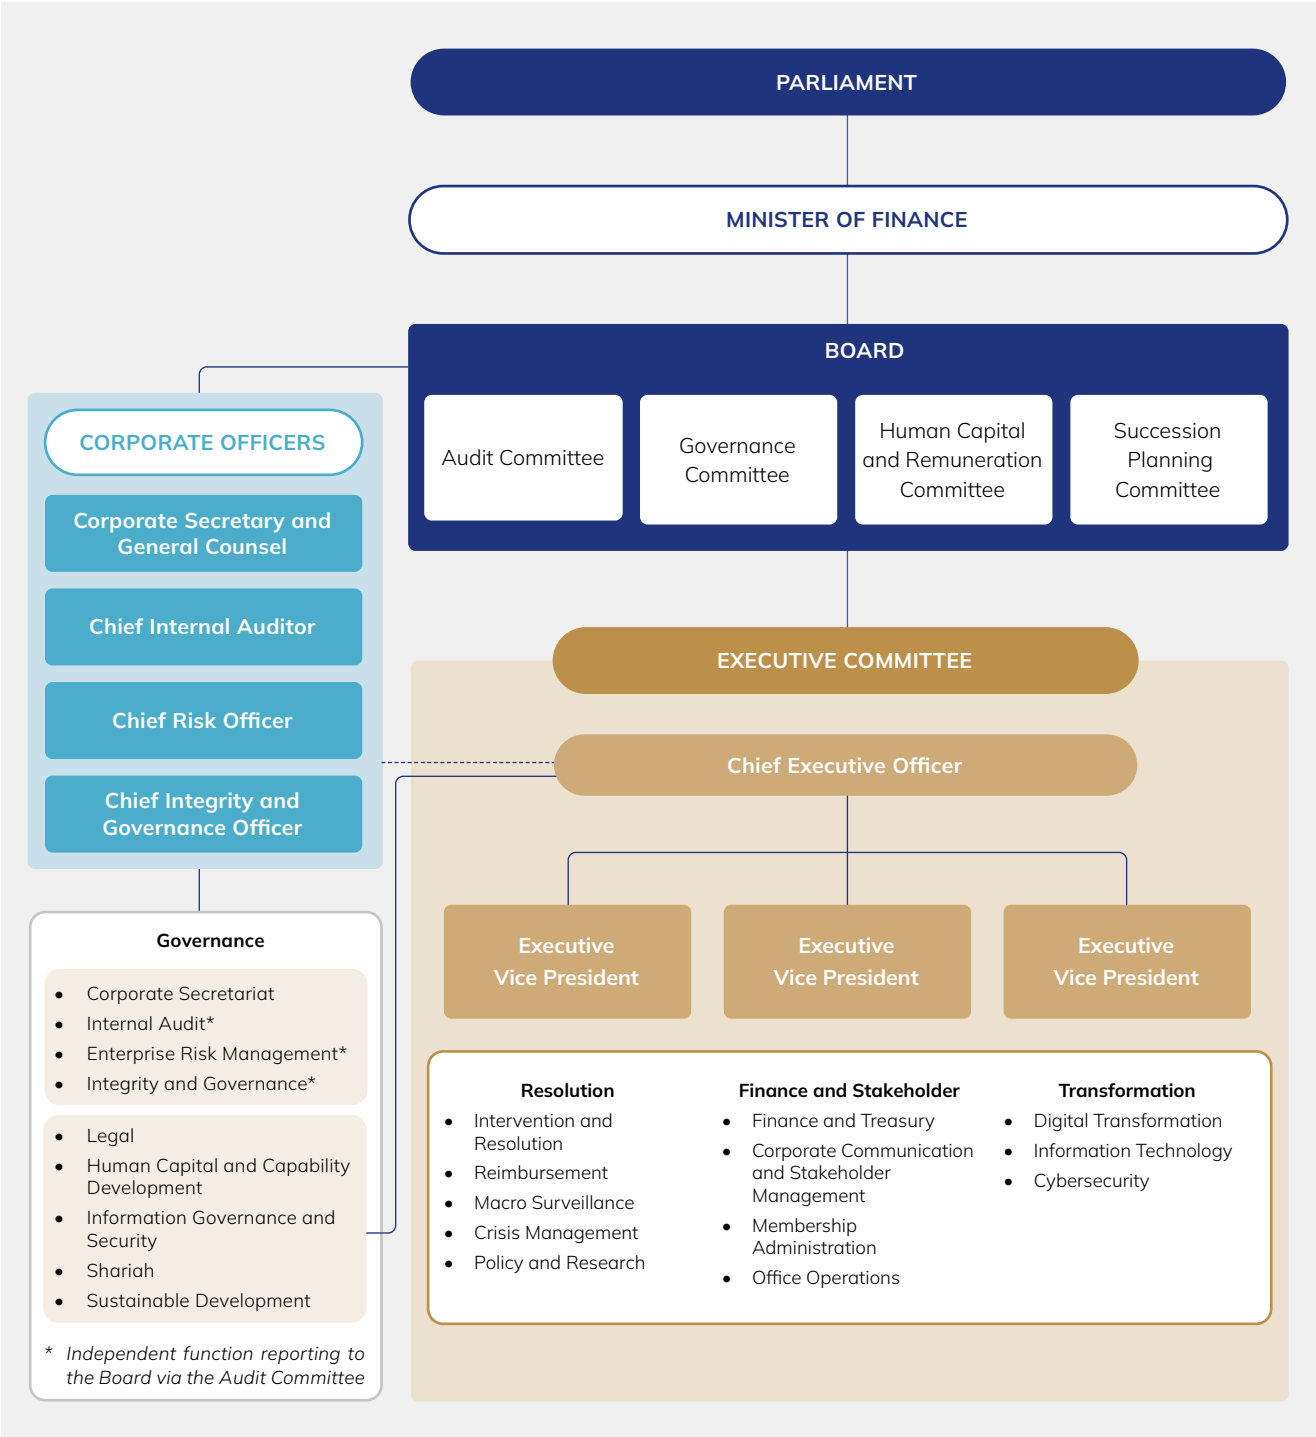 PARLIAMENT
MINISTER OF FINANCE
BOARD
Audit Committee
Governance
Committee
Human Capital
and Remuneration
Committee
Succession
Planning
Committee
CORPORATE OFFICERS
Corporate Secretary and
General Counsel
Chief Internal Auditor
Chief Risk Officer
Chief Integrity and
Governance Officer
EXECUTIVE COMMITTEE
Chief Executive Officer
Executive
Vice President
Executive
Vice President
Executive
Vice President
Governance
• Corporate Secretariat
• Internal Audit*
• Enterprise Risk Management*
• Integrity and Governance*
• Legal
• Human Capital and Capability
Development
• Information Governance and
Security
• Shariah
• Sustainable Development
* Independent function reporting to
the Board via the Audit Committee
Resolution
• Intervention and
Resolution
• Reimbursement
• Macro Surveillance
• Crisis Management
• Policy and Research
Finance and Stakeholder
• Finance and Treasury
• Corporate Communication
and Stakeholder
Management
• Membership
Administration
• Office Operations
Transformation
• Digital Transformation
• Information Technology
• Cybersecurity